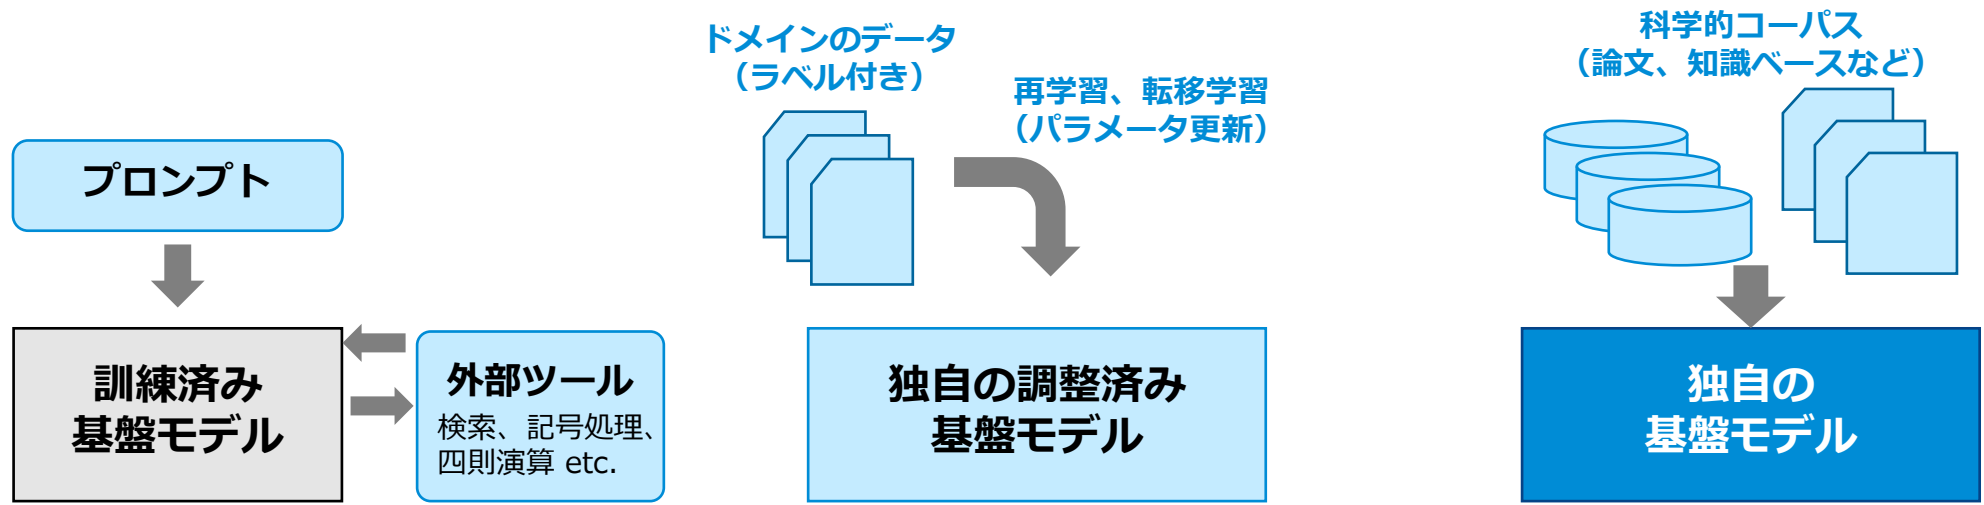 プロンプト
訓練済み
基盤モデル
外部ツール
検索、記号処理、
四則演算 etc.
ドメインのデータ
（ラベル付き）
再学習、転移学習
（パラメータ更新）
独自の調整済み
基盤モデル
科学的コーパス
（論文、知識ベースなど）
独自の
基盤モデル